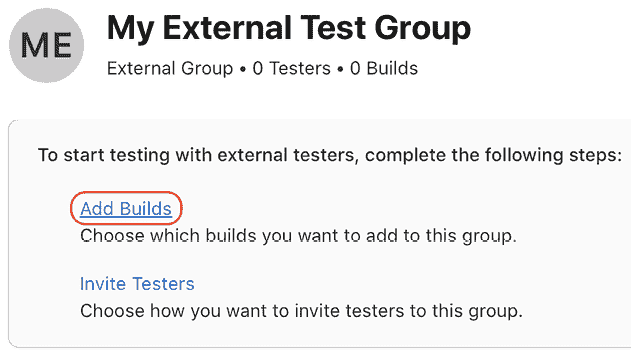 ME
My External Test Group
External Group • 0 Testers • 0 Builds
To start testing with external testers, complete the following steps:
Add Builds
Choose which builds you want to add to this group.
Invite Testers
Choose how you want to invite testers to this group.